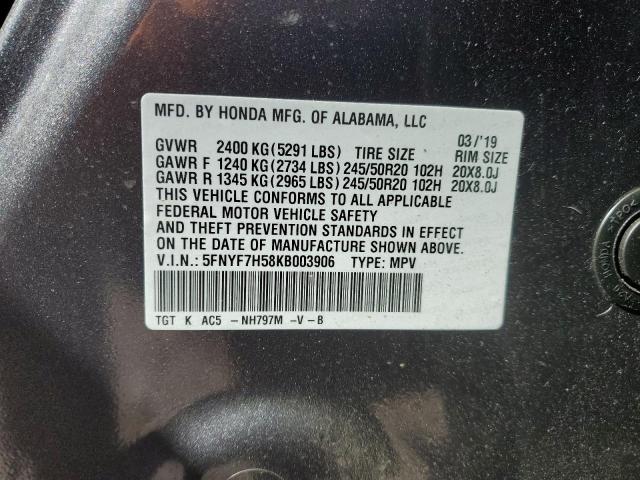 MFD. BY HONDA MFG. OF ALABAMA, LLC
03/'19
GVWR 2400 KG(5291 LBS) TIRE SIZE RIM SIZE
GAWR F 1240 KG(2734 LBS)245/50R20 102H 20X8.0J
GAWR R 1345 KG(2965 LBS)245/50R20 102H 20X8.0J
THIS VEHICLE CONFORMS TO ALL APPLICABLE
FEDERAL MOTOR VEHICLE SAFETY
AND THEFT PREVENTION STANDARDS IN EFFECT
ON THE DATE OF MANUFACTURE SHOWN ABOVE.
V.I.N.: 5FNYF7H58KB003906 TYPE: MPV
TGT K AC5 -NH797M -V-B